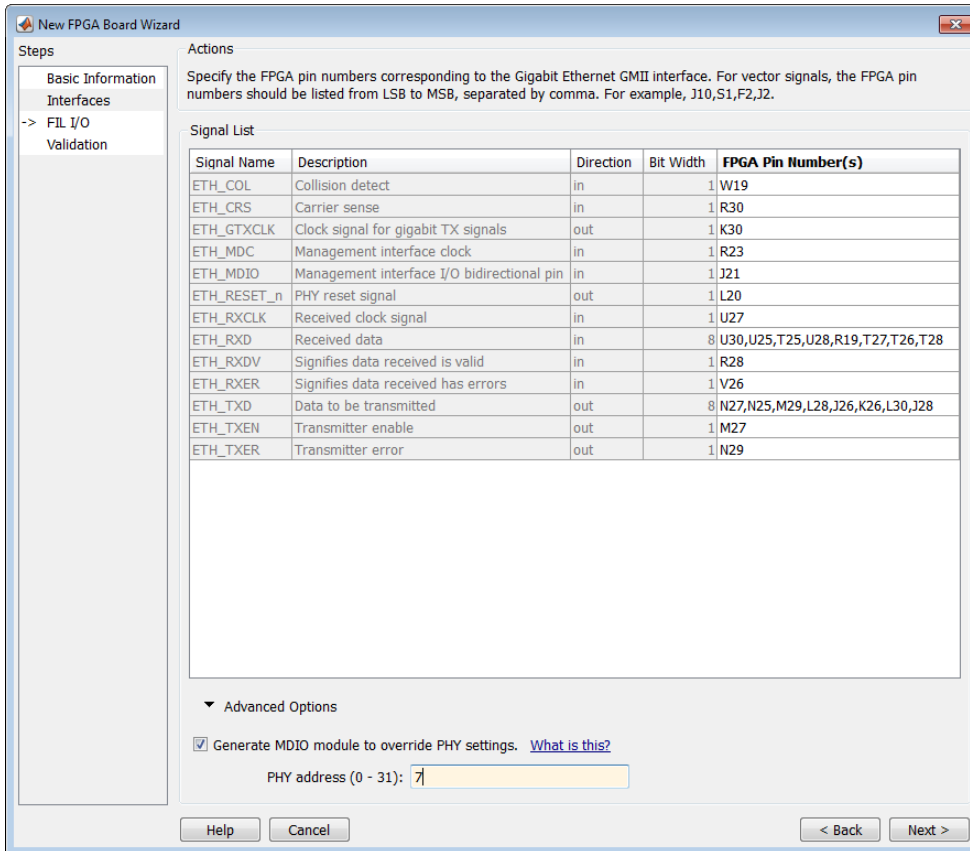 New FPGA Board Wizard
Steps
Basic Information
Interfaces
-> FIL I/O
Validation
Actions
Specify the FPGA pin numbers corresponding to the Gigabit Ethernet GMII interface. For vector signals, the FPGA pin
numbers should be listed from LSB to MSB, separated by comma. For example, J10,S1,F2,J2.
Signal List
Signal Name Description Direction Bit Width FPGA Pin Number(s)
ETH_COL Collision detect in 1 W19
ETH_CRS Carrier sense in 1 R30
ETH_GTXCLK Clock signal for gigabit TX signals out 1 K30
ETH_MDC Management interface clock in 1 R23
ETH_MDIO Management interface I/O bidirectional pin in 1 J21
ETH_RESET_n PHY reset signal out 1 L20
ETH_RXCLK Received clock signal in 1 U27
ETH_RXD Received data in 8 U30,U25,T25,U28,R19,T27,T26,T28
ETH_RXDV Signifies data received is valid in 1 R28
ETH_RXER Signifies data received has errors in 1 V26
ETH_TXD Data to be transmitted out 8 N27,N25,M29,L28,J26,K26,L30,J28
ETH_TXEN Transmitter enable out 1 M27
ETH_TXER Transmitter error out 1 N29
Advanced Options
Generate MDIO module to override PHY settings. What is this?
PHY address (0 - 31): 7
Help Cancel < Back Next >